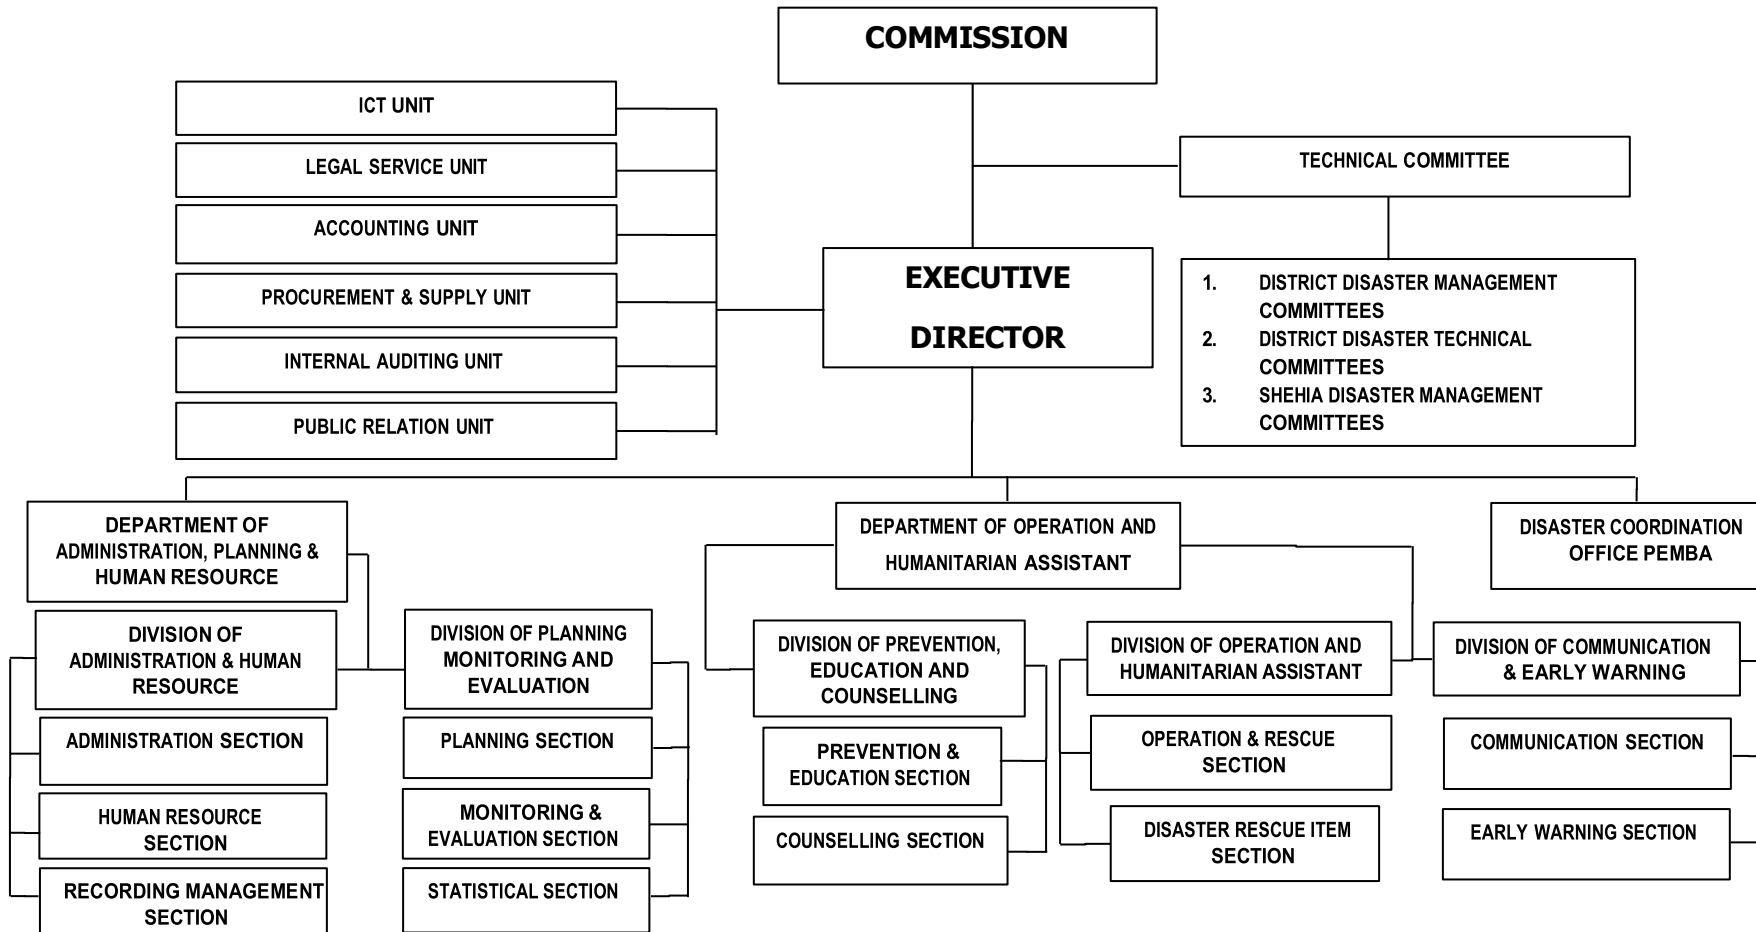 COMMISSION
ICT UNIT
LEGAL SERVICE UNIT
ACCOUNTING UNIT
PROCUREMENT & SUPPLY UNIT
INTERNAL AUDITING UNIT
PUBLIC RELATION UNIT
TECHNICAL COMMITTEE
EXECUTIVE
DIRECTOR
1. DISTRICT DISASTER MANAGEMENT
COMMITTEES
2. DISTRICT DISASTER TECHNICAL
COMMITTEES
3. SHEHIA DISASTER MANAGEMENT
COMMITTEES
DEPARTMENT OF
ADMINISTRATION, PLANNING &
HUMAN RESOURCE
DEPARTMENT OF OPERATION AND
HUMANITARIAN ASSISTANT
DISASTER COORDINATION
OFFICE PEMBA
DIVISION OF
ADMINISTRATION & HUMAN
RESOURCE
DIVISION OF PLANNING
MONITORING AND
EVALUATION
DIVISION OF PREVENTION,
EDUCATION AND
COUNSELLING
DIVISION OF OPERATION AND
HUMANITARIAN ASSISTANT
DIVISION OF COMMUNICATION
& EARLY WARNING
ADMINISTRATION SECTION
PLANNING SECTION
PREVENTION &
EDUCATION SECTION
OPERATION & RESCUE
SECTION
COMMUNICATION SECTION
HUMAN RESOURCE
SECTION
MONITORING &
EVALUATION SECTION
COUNSELLING SECTION
DISASTER RESCUE ITEM
SECTION
EARLY WARNING SECTION
RECORDING MANAGEMENT
SECTION
STATISTICAL SECTION